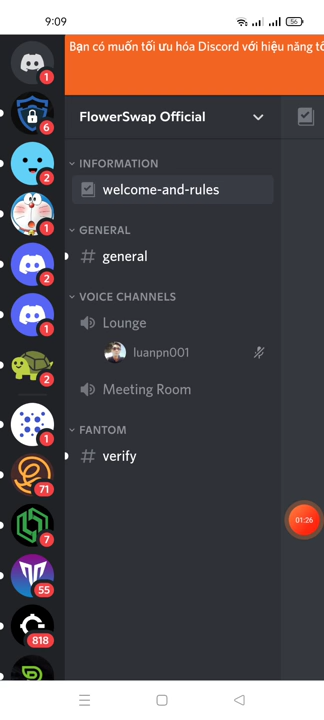 9:09
56
Bạn có muốn tối ưu hóa Discord với hiệu năng tố
1
FlowerSwap Official
6
INFORMATION
2
welcome-and-rules
1
GENERAL
general
2
VOICE CHANNELS
1
Lounge
luanpn001
2
Meeting Room
1
FANTOM
verify
71
01:26
7
55
818